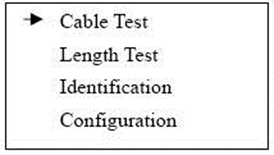 Cable Test
Length Test
Identification
Configuration